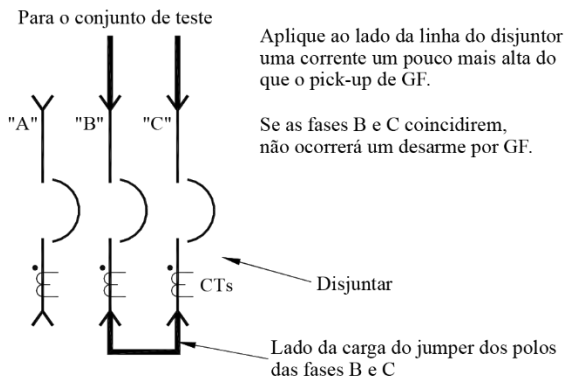 Para o conjunto de teste
Aplique ao lado da linha do disjuntor
uma corrente um pouco mais alta do
que o pick-up de GF.
Se as fases B e C coincidirem,
não ocorrerá um desarme por GF.
"A" "B" "C"
CTs
Disjuntar
Lado da carga do jumper dos polos
das fases B e C